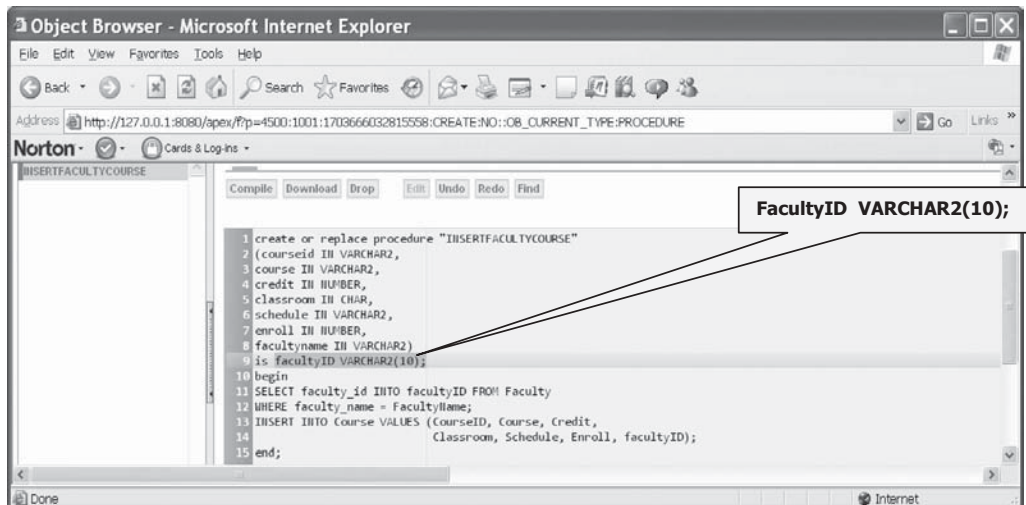 Object Browser - Microsoft Internet Explorer
File Edit View Favorites Tools Help
Back Search Favorites
Address http://127.0.0.1:8080/apex/f?p=4500:1001:1703666032815558:CREATE:NO::OB_CURRENT_TYPE:PROCEDURE Go Links »
Norton Cards & Log-ins
INSERTFACULTYCOURSE
Compile Download Drop Edit Undo Redo Find
FacultyID VARCHAR2(10);
1 create or replace procedure "INSERTFACULTYCOURSE"
2 (courseid IN VARCHAR2,
3 course IN VARCHAR2,
4 credit IN NUMBER,
5 classroom IN CHAR,
6 schedule IN VARCHAR2,
7 enroll IN NUMBER,
8 facultyname IN VARCHAR2)
9 is facultyID VARCHAR2(10);
10 begin
11 SELECT faculty_id INTO facultyID FROM Faculty
12 WHERE faculty_name = FacultyName;
13 INSERT INTO Course VALUES (CourseID, Course, Credit,
14 Classroom, Schedule, Enroll, facultyID);
15 end;
Done Internet